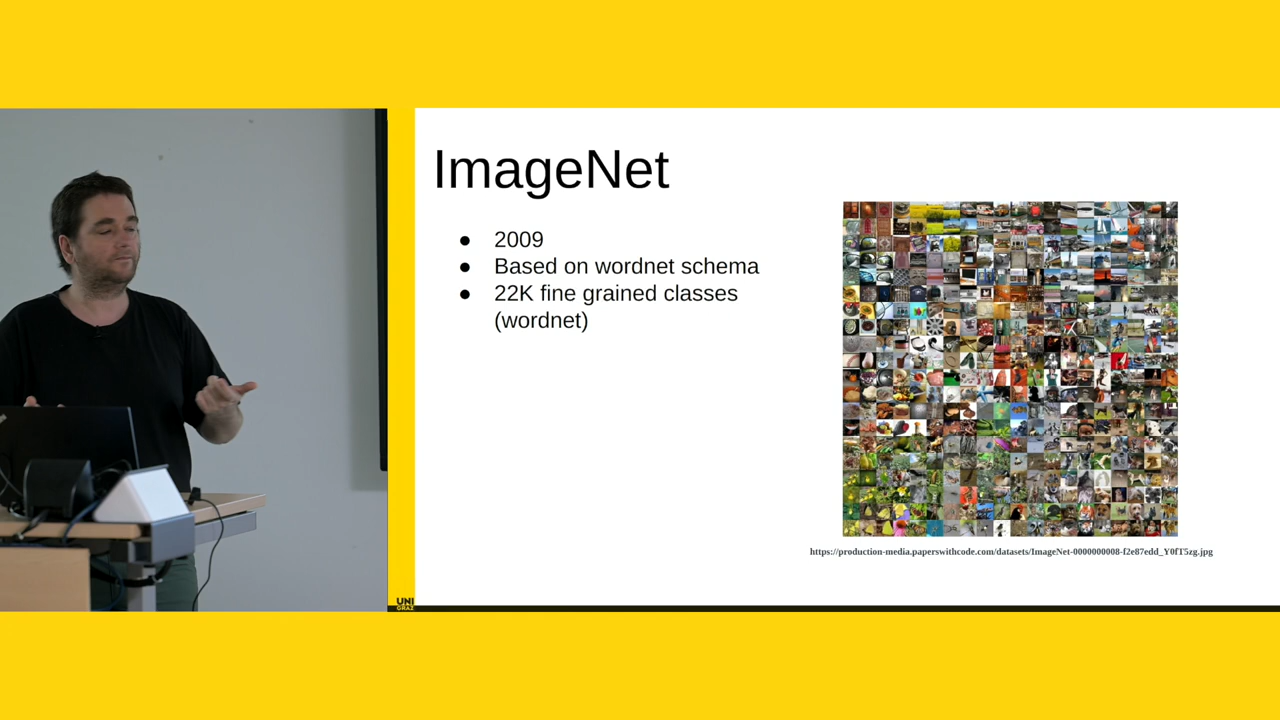 ImageNet
● 2009
● Based on wordnet schema
● 22K fine grained classes
(wordnet)
https://production-media.paperswithcode.com/datasets/ImageNet-0000000008-f2e87edd_Y0fT5zg.jpg
UNI
GRAZ